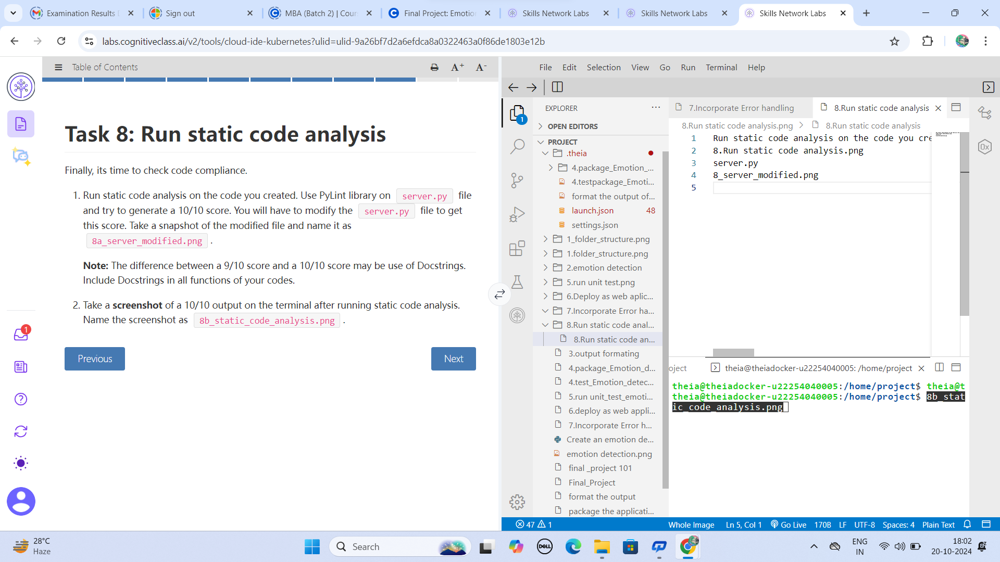 Examination Results
Sign out
MBA (Batch 2) | Cour
Final Project: Emotio
Skills Network Labs
Skills Network Labs
Skills Network Labs
labs.cognitiveclass.ai/v2/tools/cloud-ide-kubernetes?ulid=ulid-9a26bf7d2a6efdca8a0322463a0f86de1803e12b
Table of Contents
A+
A-
Task 8: Run static code analysis
Finally, its time to check code compliance.
1. Run static code analysis on the code you created. Use PyLint library on server.py file
and try to generate a 10/10 score. You will have to modify the server.py file to get
this score. Take a snapshot of the modified file and name it as
8a_server_modified.png .
Note: The difference between a 9/10 score and a 10/10 score may be use of Docstrings.
Include Docstrings in all functions of your codes.
2. Take a screenshot of a 10/10 output on the terminal after running static code analysis.
Name the screenshot as 8b_static_code_analysis.png .
Previous
Next
1
File Edit Selection View Go Run Terminal Help
1
EXPLORER
OPEN EDITORS
PROJECT
.theia
4.package_Emotion_...
4.testpackage_Emoti...
format the output of...
launch.json 48
settings.json
1_folder_structure.png
1.folder_structure.png
2.emotion detection
5.run unit test.png
6.Deploy as web aplic...
7.Incorporate Error ha...
8.Run static code anal...
8.Run static code an...
3.output formating
4.package_Emotion_d...
4.test_Emotion_detec...
5.run unit_test_emoti...
6.deploy as web appli...
7.Incorporate Error h...
Create an emotion de...
emotion detection.png
final _project 101
Final_Project
format the output
package the applicati...
7.Incorporate Error handling
8.Run static code analysis
8.Run static code analysis.png > 8.Run static code analysis
1 Run static code analysis on the code you cre
2 8.Run static code analysis.png
3 server.py
4 8_server_modified.png
5
0x
oject
theia@theiadocker-u22254040005: /home/project
theia@theiadocker-u22254040005:/home/project$ theia@t
theia@theiadocker-u22254040005:/home/project$ 8b_stat
ic_code_analysis.png
47 1
Whole Image
Ln 5, Col 1
Go Live
170B
LF
UTF-8
Spaces: 4
Plain Text
28°C
Haze
Search
DELL
ENG
IN
18:02
20-10-2024